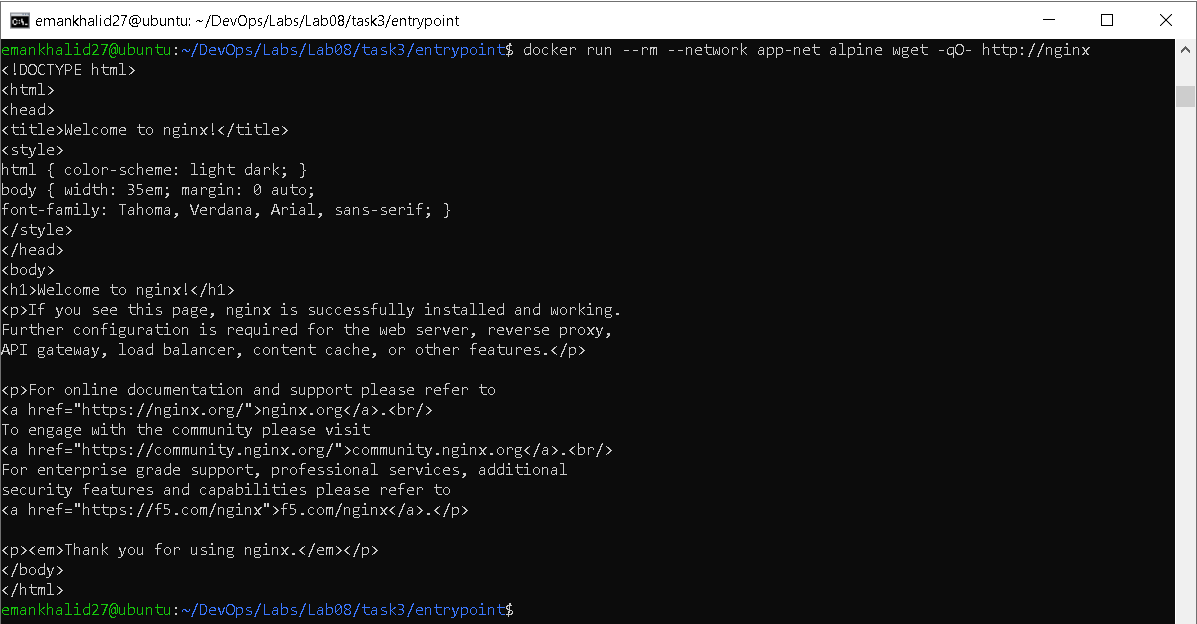 emankhalid27@ubuntu: ~/DevOps/Labs/Lab08/task3/entrypoint
emankhalid27@ubuntu:~/DevOps/Labs/Lab08/task3/entrypoint$ docker run --rm --network app-net alpine wget -qO- http://nginx
<!DOCTYPE html>
<html>
<head>
<title>Welcome to nginx!</title>
<style>
html { color-scheme: light dark; }
body { width: 35em; margin: 0 auto;
font-family: Tahoma, Verdana, Arial, sans-serif; }
</style>
</head>
<body>
<h1>Welcome to nginx!</h1>
<p>If you see this page, nginx is successfully installed and working.
Further configuration is required for the web server, reverse proxy,
API gateway, load balancer, content cache, or other features.</p>

<p>For online documentation and support please refer to
<a href="https://nginx.org/">nginx.org</a>.<br/>
To engage with the community please visit
<a href="https://community.nginx.org/">community.nginx.org</a>.<br/>
For enterprise grade support, professional services, additional
security features and capabilities please refer to
<a href="https://f5.com/nginx">f5.com/nginx</a>.</p>

<p><em>Thank you for using nginx.</em></p>
</body>
</html>
emankhalid27@ubuntu:~/DevOps/Labs/Lab08/task3/entrypoint$